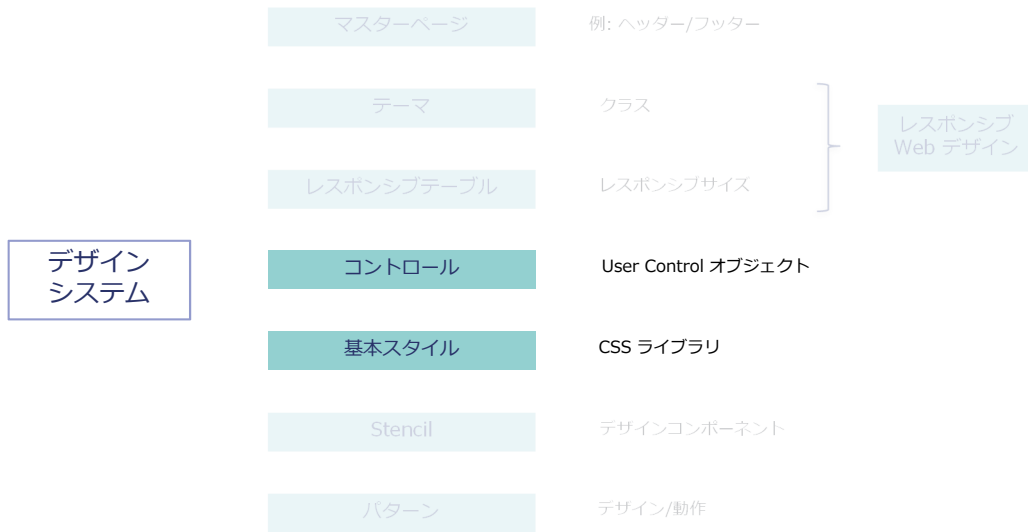 マスターページ
例: ヘッダー/フッター
テーマ
クラス
レスポンシブ
Web デザイン
レスポンシブテーブル
レスポンシブサイズ
デザイン
システム
コントロール
User Control オブジェクト
基本スタイル
CSS ライブラリ
Stencil
デザインコンポーネント
パターン
デザイン/動作